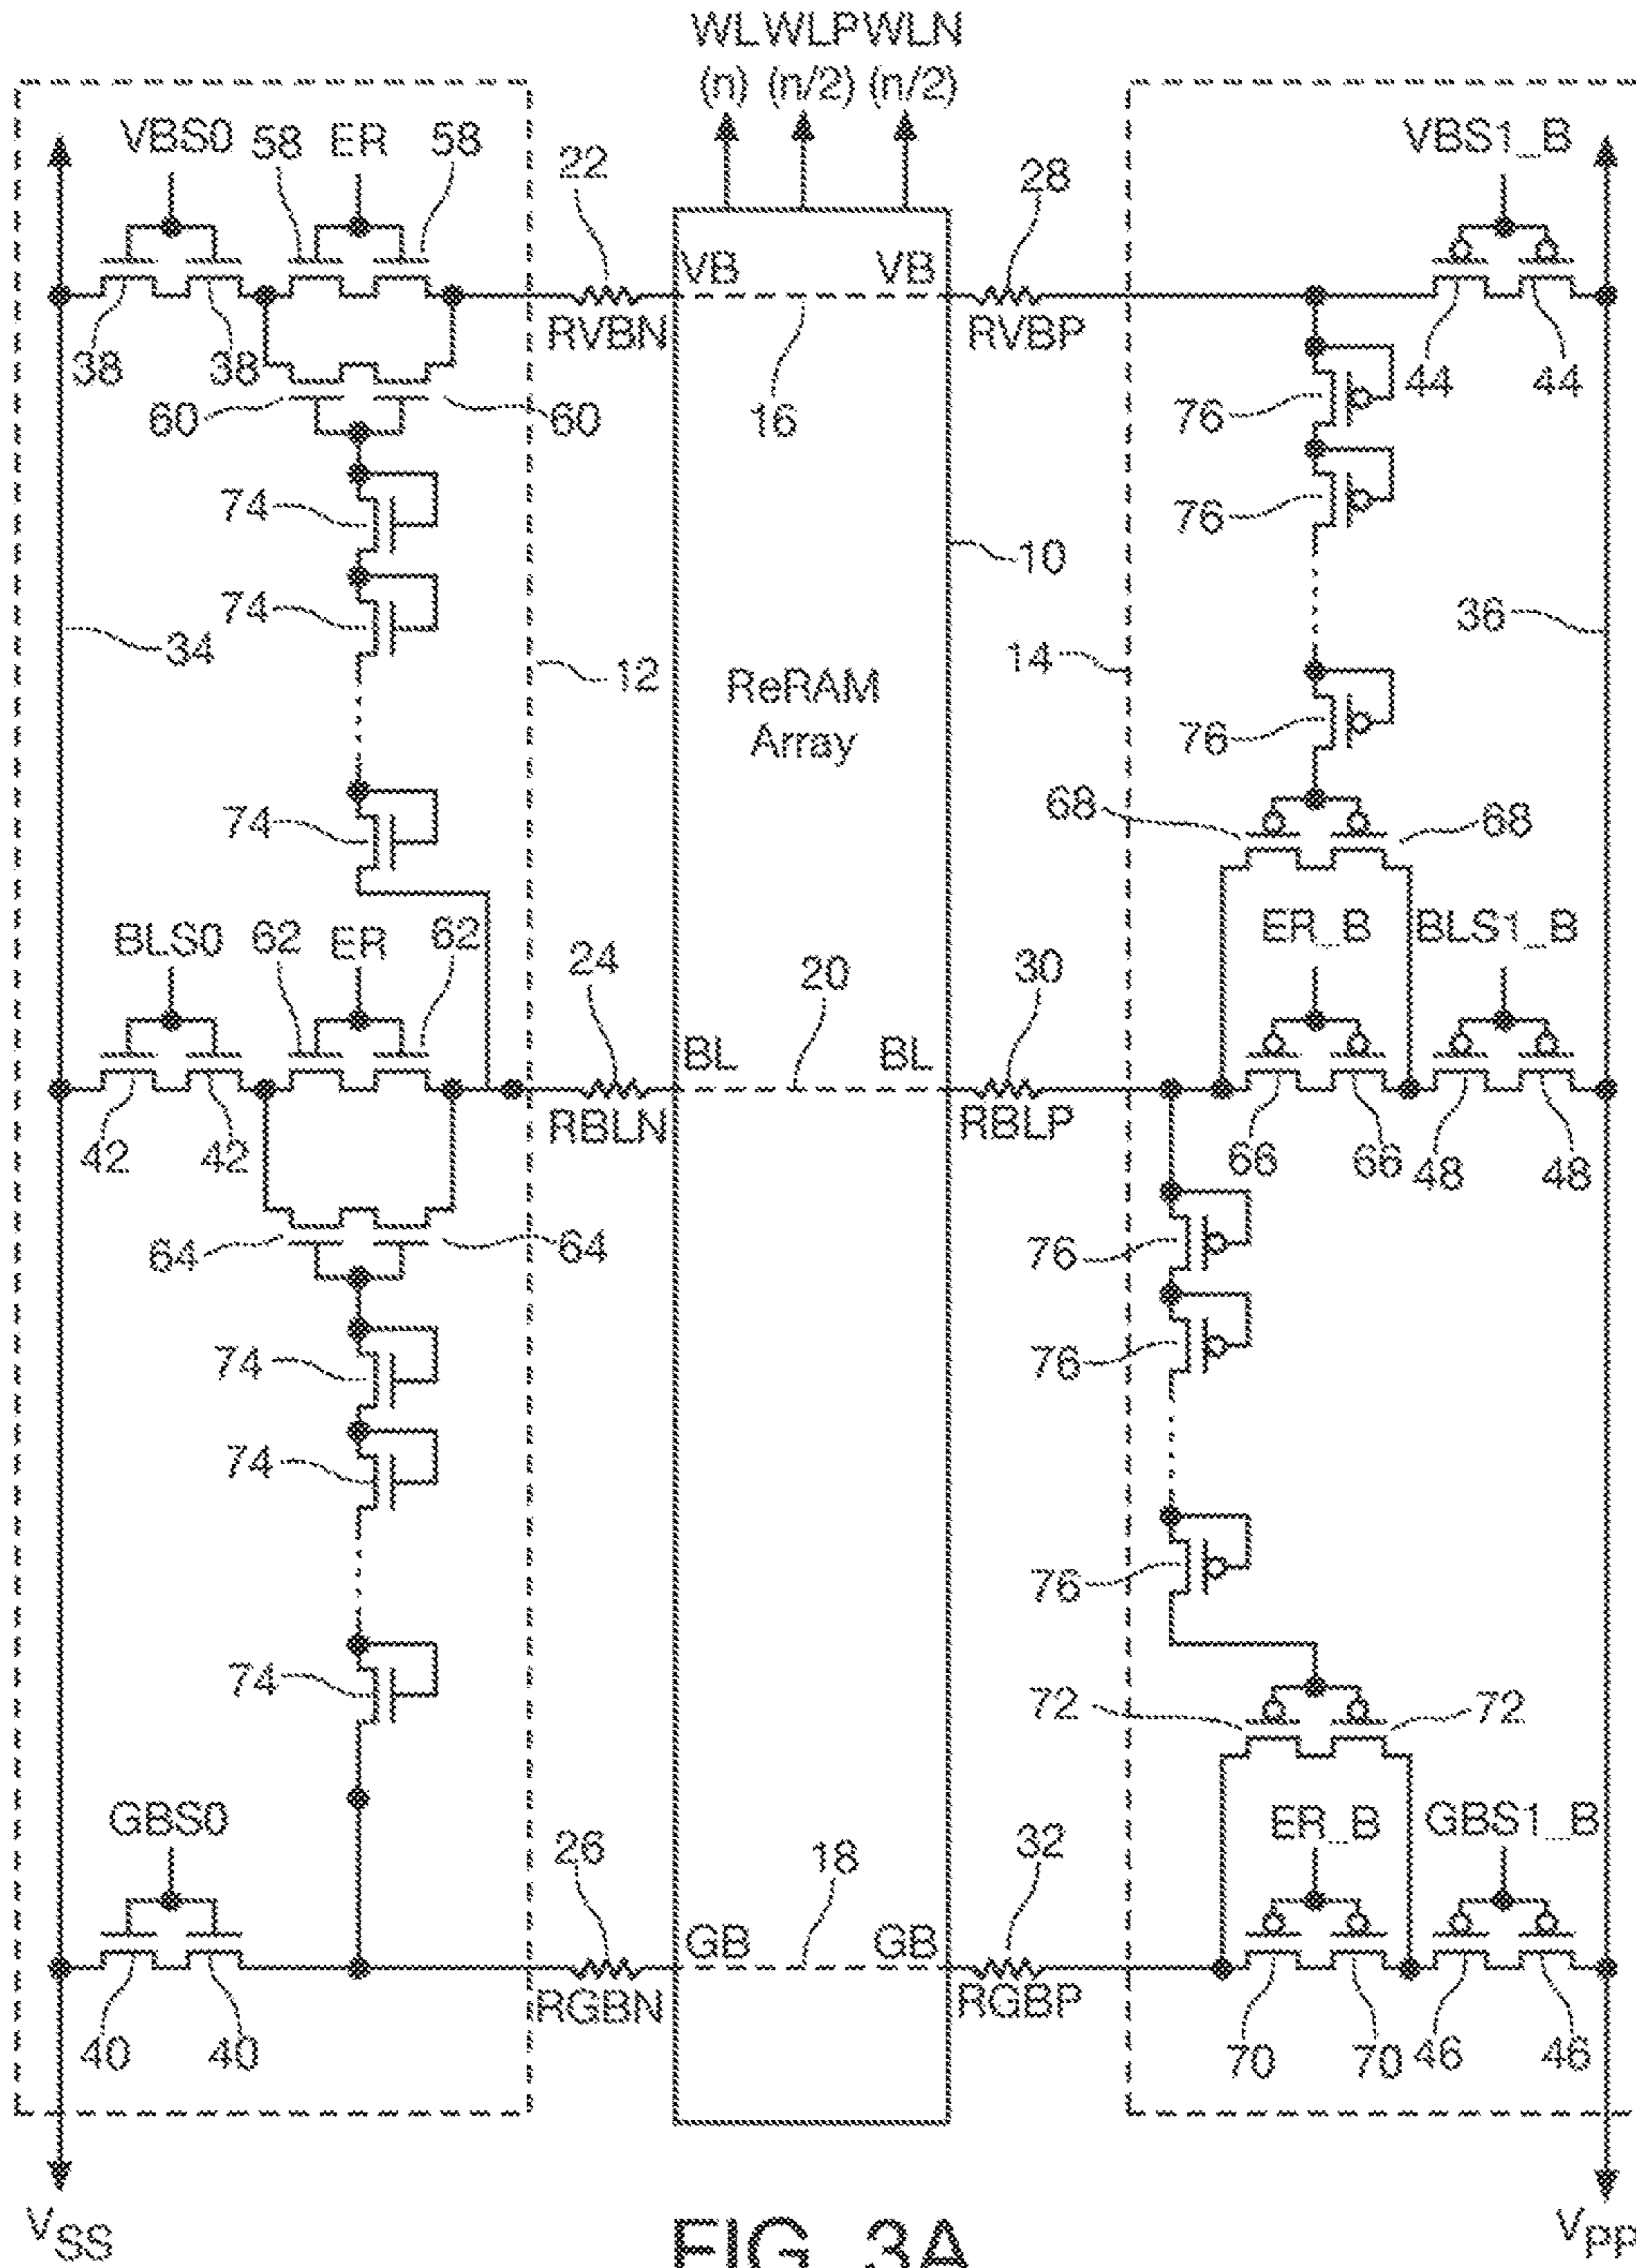 WL WLP WLN
(n) (n/2) (n/2)
VBS0 58 ER 58
22
28
VBS1_B
VB VB
38 38
RVBN
RVBP
44 44
60 60
16
76
74
76
10
74
34
12
14
36
ReRAM
Array
76
74
68 68
BLS0 62 ER 62
24
20
30
ER_B BLS1_B
BL BL
42 42
RBLN
RBLP
66 66 48 48
64 64
76
74
76
74
76
74
72 72
GBS0
26
18
32
ER_B GBS1_B
GB GB
40 40
RGBN
RGBP
70 70 46 46
VSS
VPP
FIG. 3A